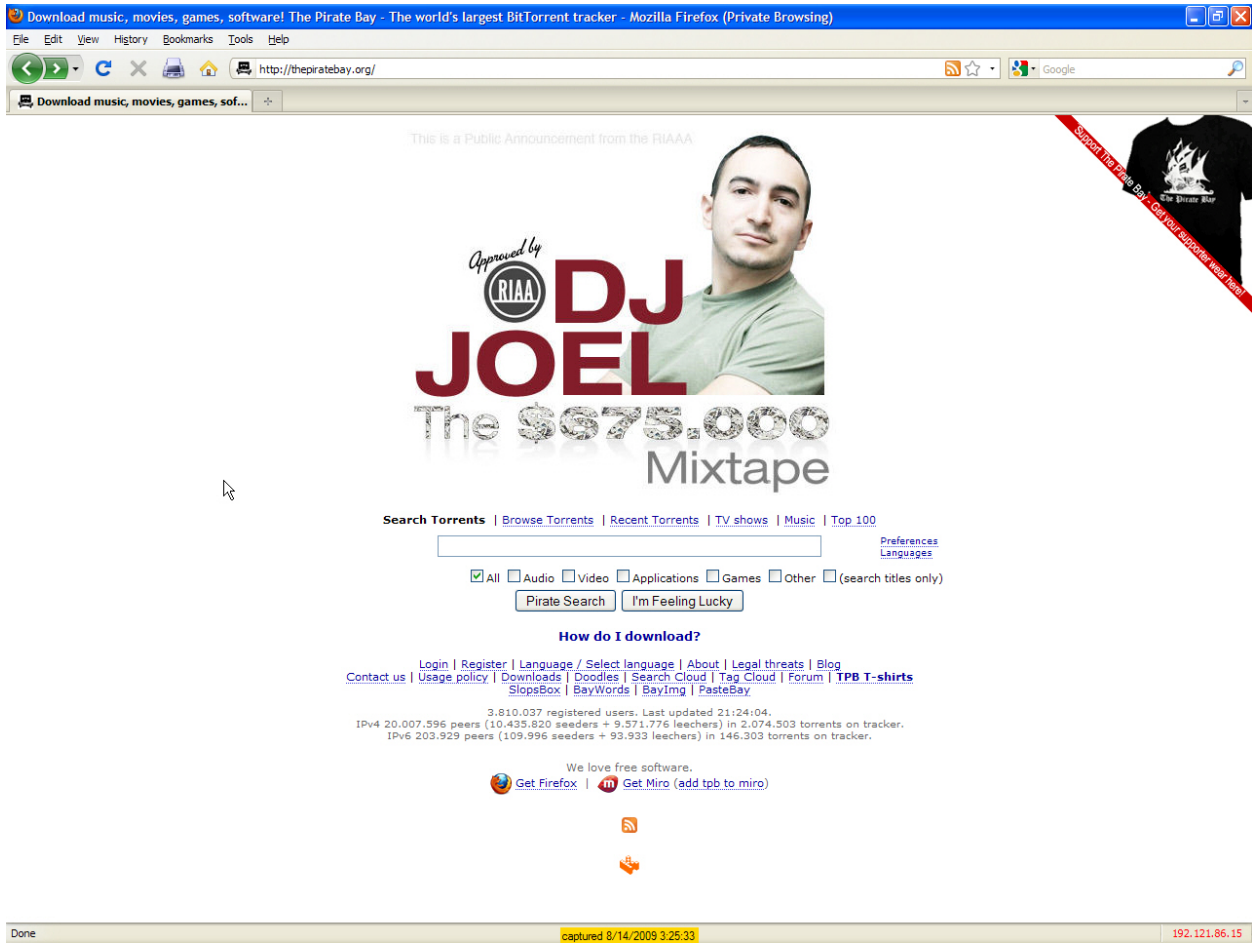 Download music, movies, games, software! The Pirate Bay - The world's largest BitTorrent tracker - Mozilla Firefox (Private Browsing)
File Edit View History Bookmarks Tools Help
http://thepiratebay.org/
Google
Download music, movies, games, sof...
This is a Public Announcement from the RIAAA
Support The Pirate Bay - Get your supporter wear here!
The Pirate Bay
Approved by
RIAA
DJ
JOEL
The $675.000
Mixtape
Search Torrents | Browse Torrents | Recent Torrents | TV shows | Music | Top 100
Preferences
Languages
All Audio Video Applications Games Other (search titles only)
Pirate Search I'm Feeling Lucky
How do I download?
Login | Register | Language / Select language | About | Legal threats | Blog
Contact us | Usage policy | Downloads | Doodles | Search Cloud | Tag Cloud | Forum | TPB T-shirts
SlopsBox | BayWords | BayImg | PasteBay
3.810.037 registered users. Last updated 21:24:04.
IPv4 20.007.596 peers (10.435.820 seeders + 9.571.776 leechers) in 2.074.503 torrents on tracker.
IPv6 203.929 peers (109.996 seeders + 93.933 leechers) in 146.303 torrents on tracker.
We love free software.
Get Firefox | m Get Miro (add tpb to miro)
Done
captured 8/14/2009 3:25:33
192.121.86.15